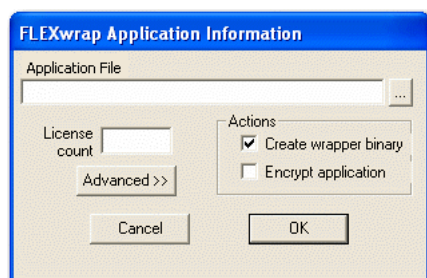 FLEXwrap Application Information
Application File
...
License
count
Advanced >>
Actions
Create wrapper binary
Encrypt application
Cancel
OK